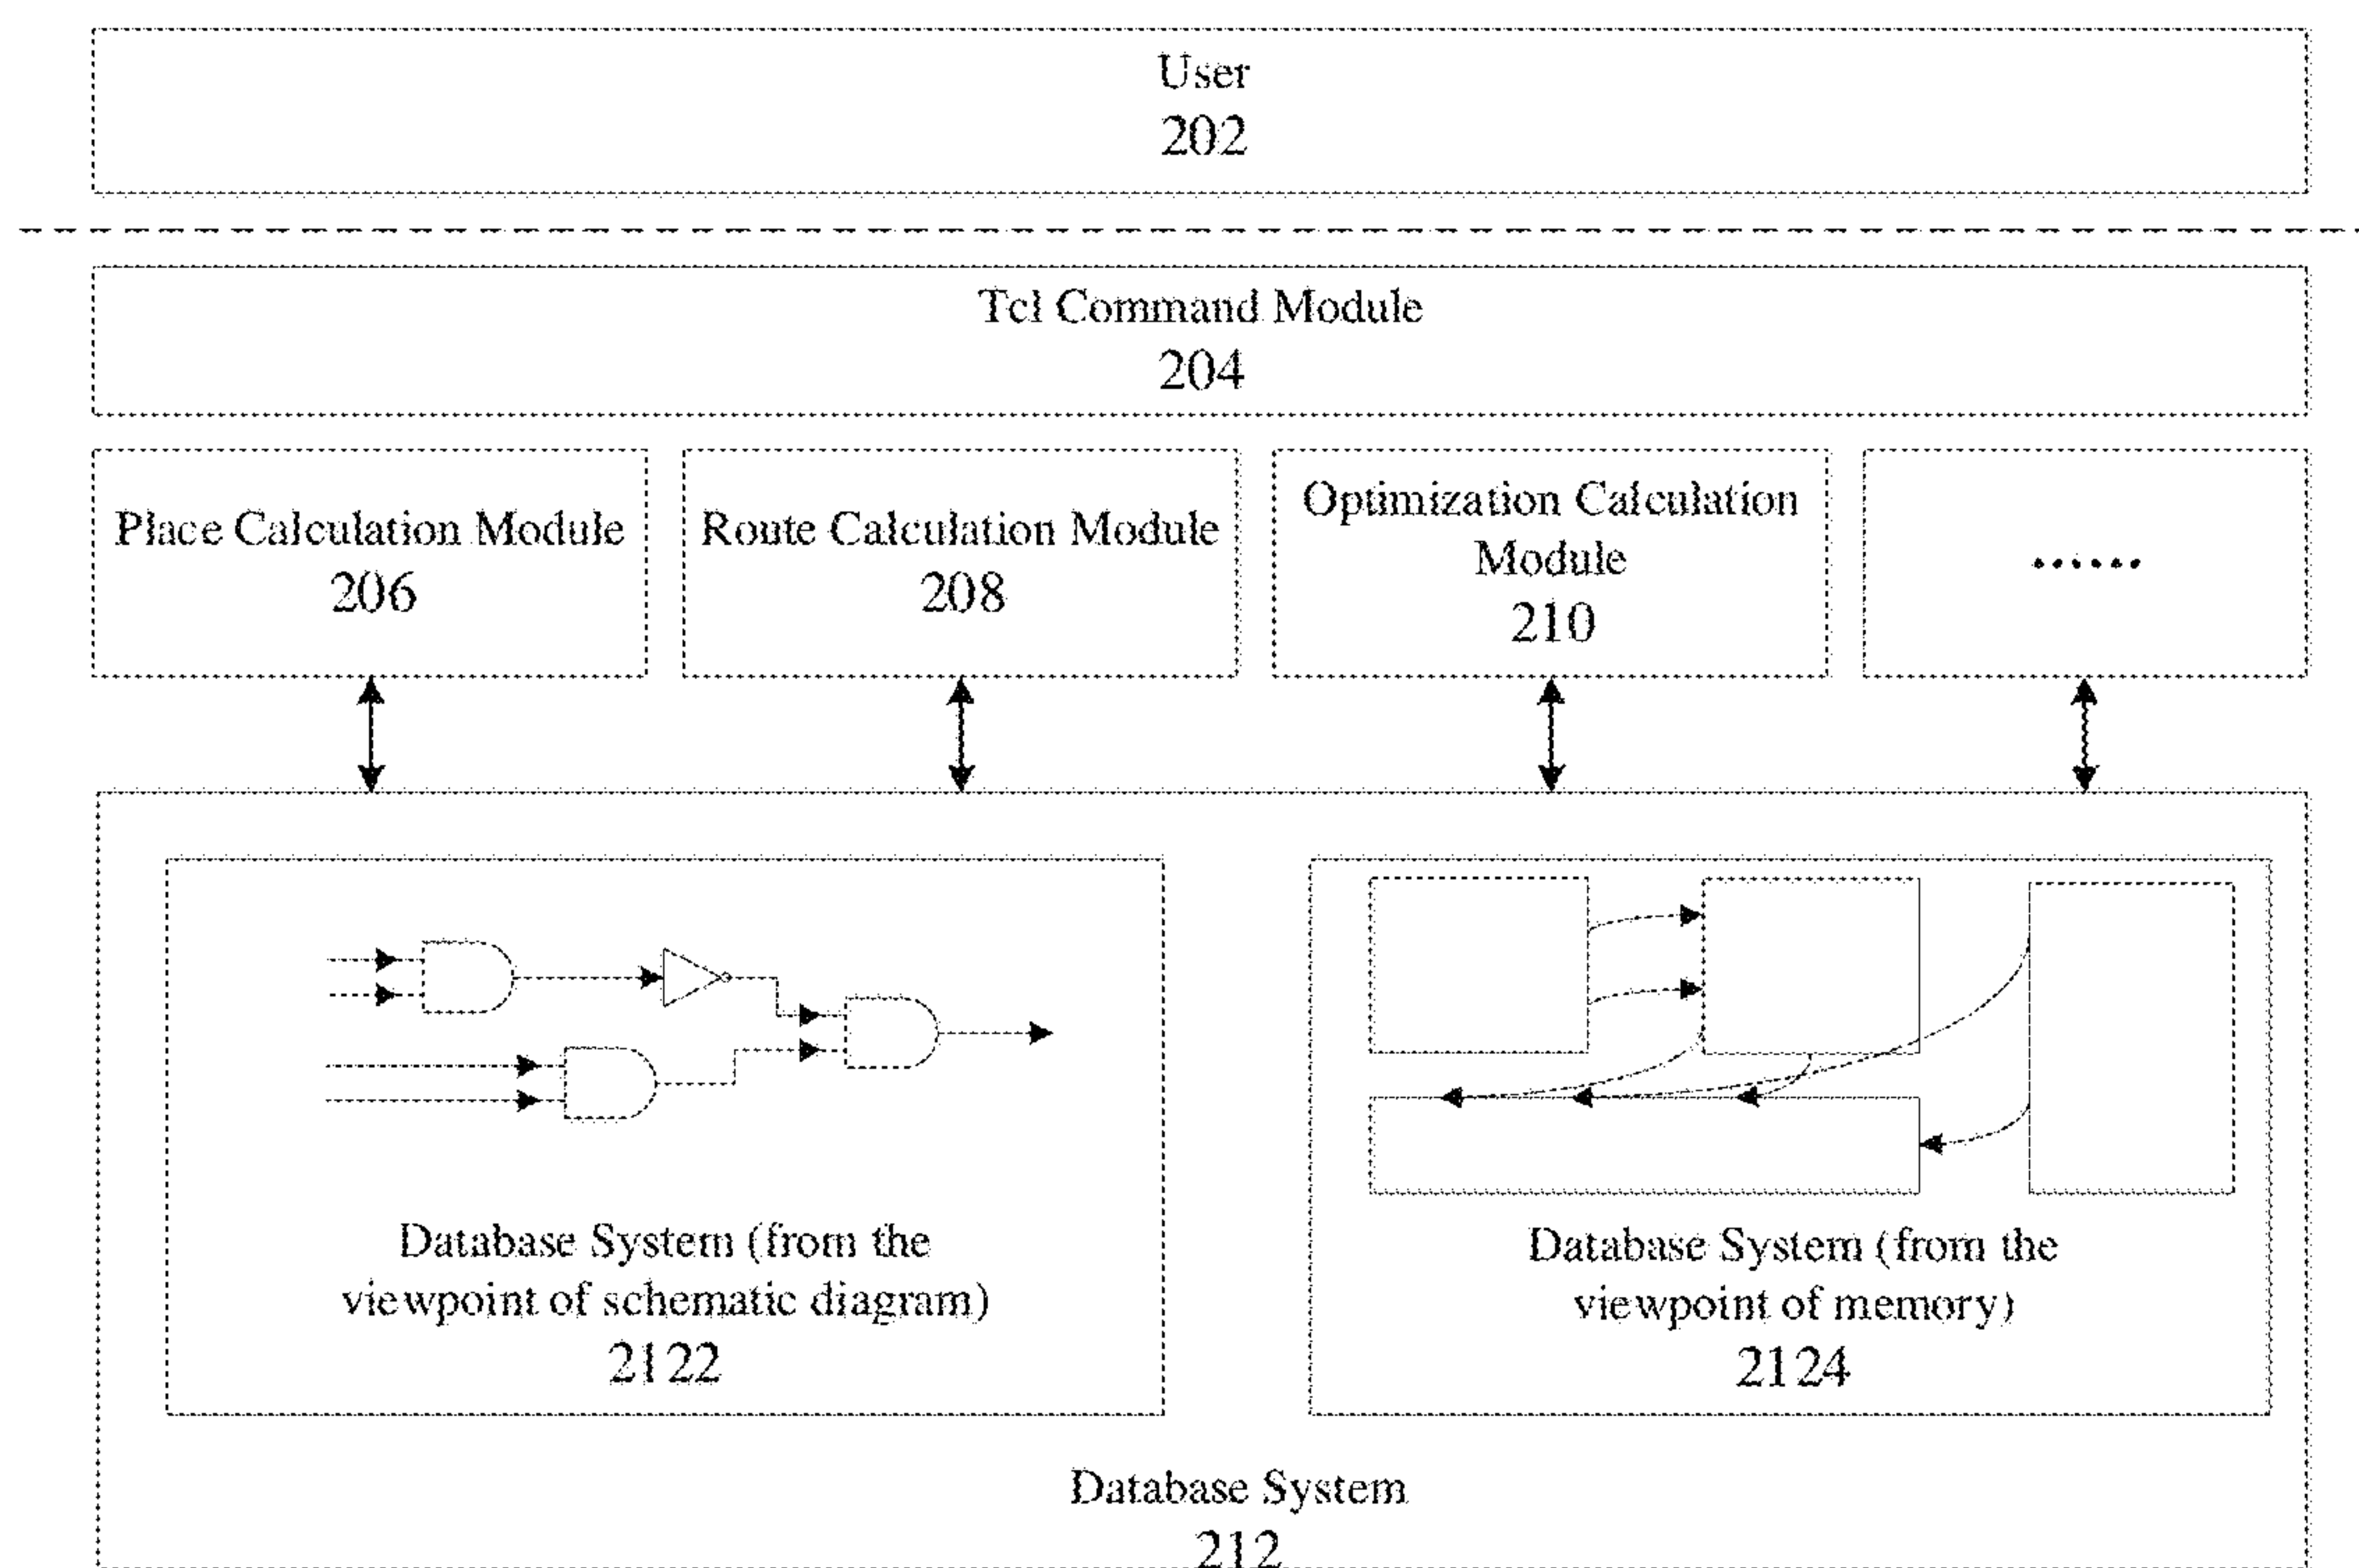 User
202
Tcl Command Module
204
Place Calculation Module
206
Route Calculation Module
208
Optimization Calculation
Module
210
......
Database System (from the
viewpoint of schematic diagram)
2122
Database System (from the
viewpoint of memory)
2124
Database System
212